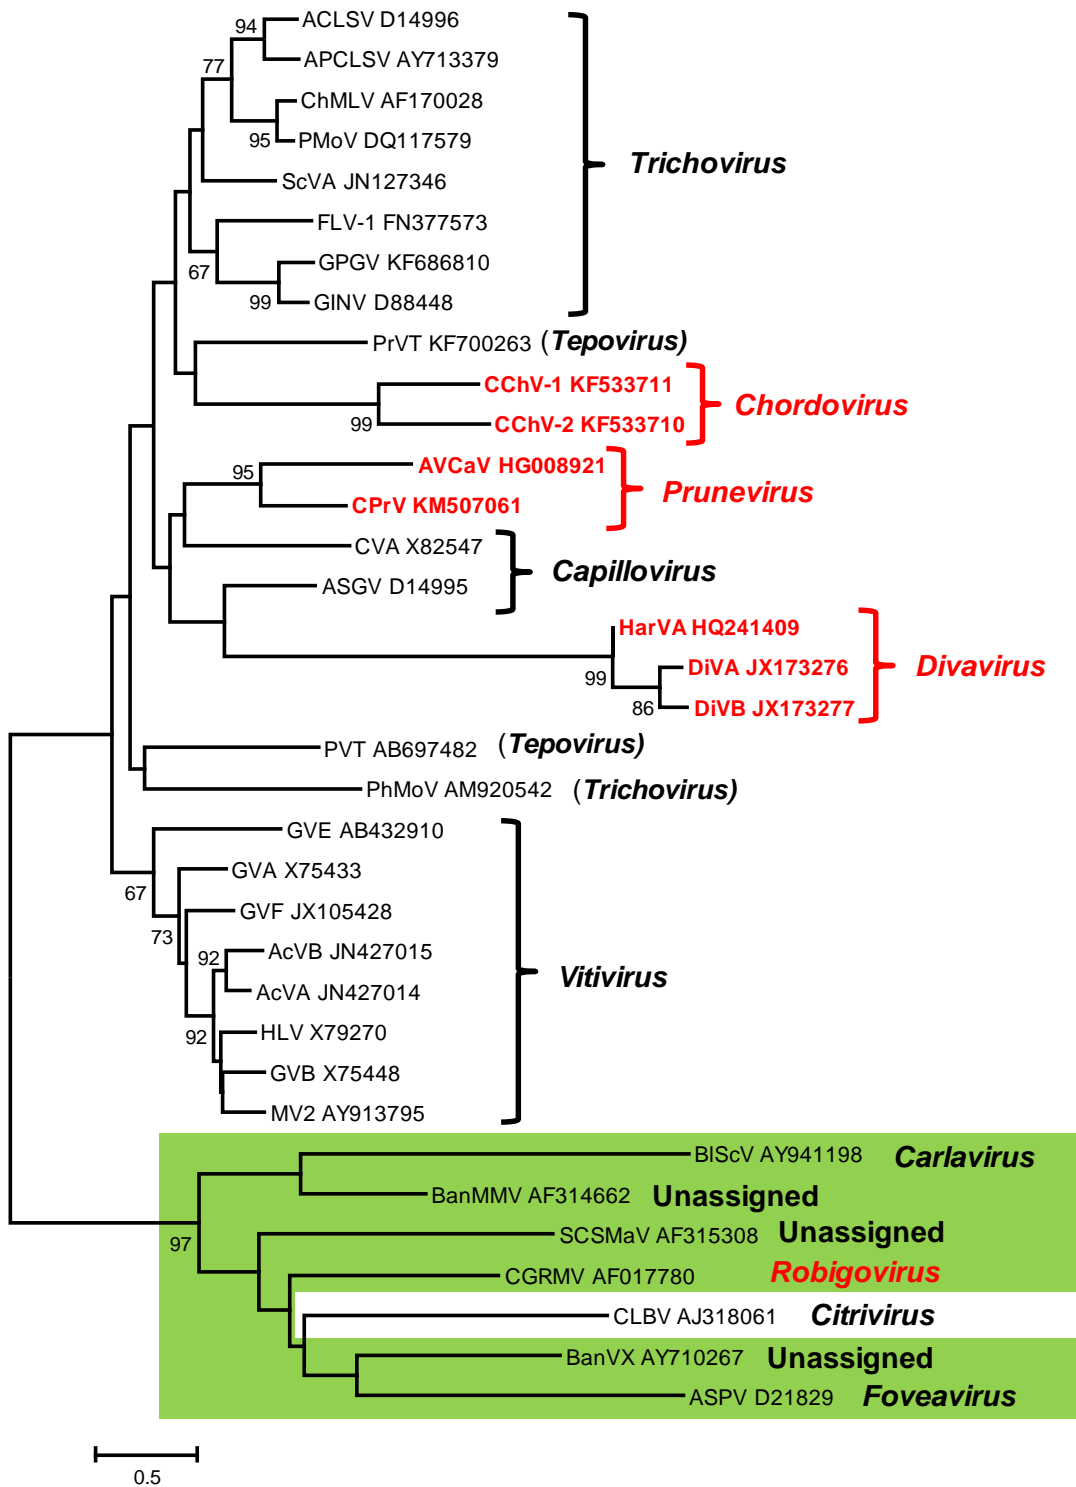 ACLSV D14996
94
APCLSV AY713379
77
ChMLV AF170028
95
PMoV DQ117579
Trichovirus
ScVA JN127346
FLV-1 FN377573
GPGV KF686810
67
99
GINV D88448
PrVT KF700263 (Tepovirus)
CChV-1 KF533711
Chordovirus
99
CChV-2 KF533710
95
AVCaV HG008921
Prunevirus
CPrV KM507061
CVA X82547
Capillovirus
ASGV D14995
HarVA HQ241409
99
DiVA JX173276
Divavirus
86
DiVB JX173277
PVT AB697482 (Tepovirus)
PhMoV AM920542 (Trichovirus)
GVE AB432910
67
GVA X75433
GVF JX105428
73
92
AcVB JN427015
Vitivirus
AcVA JN427014
92
HLV X79270
GVB X75448
MV2 AY913795
BlScV AY941198 Carlavirus
BanMMV AF314662 Unassigned
97
SCSMaV AF315308 Unassigned
CGRMV AF017780 Robigovirus
CLBV AJ318061 Citrivirus
BanVX AY710267 Unassigned
ASPV D21829 Foveavirus
0.5